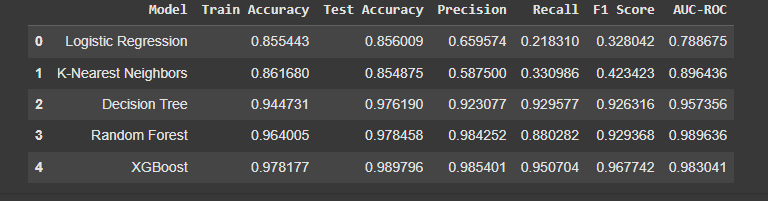 Model Train Accuracy Test Accuracy Precision Recall F1 Score AUC-ROC
0 Logistic Regression 0.855443 0.856009 0.659574 0.218310 0.328042 0.788675
1 K-Nearest Neighbors 0.861680 0.854875 0.587500 0.330986 0.423423 0.896436
2 Decision Tree 0.944731 0.976190 0.923077 0.929577 0.926316 0.957356
3 Random Forest 0.964005 0.978458 0.984252 0.880282 0.929368 0.989636
4 XGBoost 0.978177 0.989796 0.985401 0.950704 0.967742 0.983041